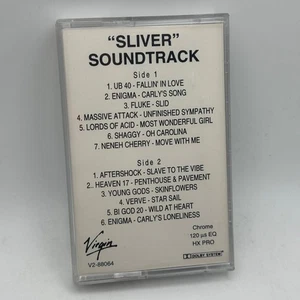 "SLIVER"
SOUNDTRACK
Side 1
1. UB 40 - FALLIN' IN LOVE
2. ENIGMA - CARLY'S SONG
3. FLUKE - SLID
4. MASSIVE ATTACK - UNFINISHED SYMPATHY
5. LORDS OF ACID - MOST WONDERFUL GIRL
6. SHAGGY - OH CAROLINA
7. NENEH CHERRY - MOVE WITH ME
Side 2
1. AFTERSHOCK - SLAVE TO THE VIBE
2.. HEAVEN 17 - PENTHOUSE & PAVEMENT
3. YOUNG GODS - SKINFLOWERS
4. VERVE - STAR SAIL
5. BI GOD 20 - WILD AT HEART
6. ENIGMA - CARLY'S LONELINESS
Chrome
120 µs EQ
HX PRO
Virgin
V2-88064
DOLBY SYSTEM